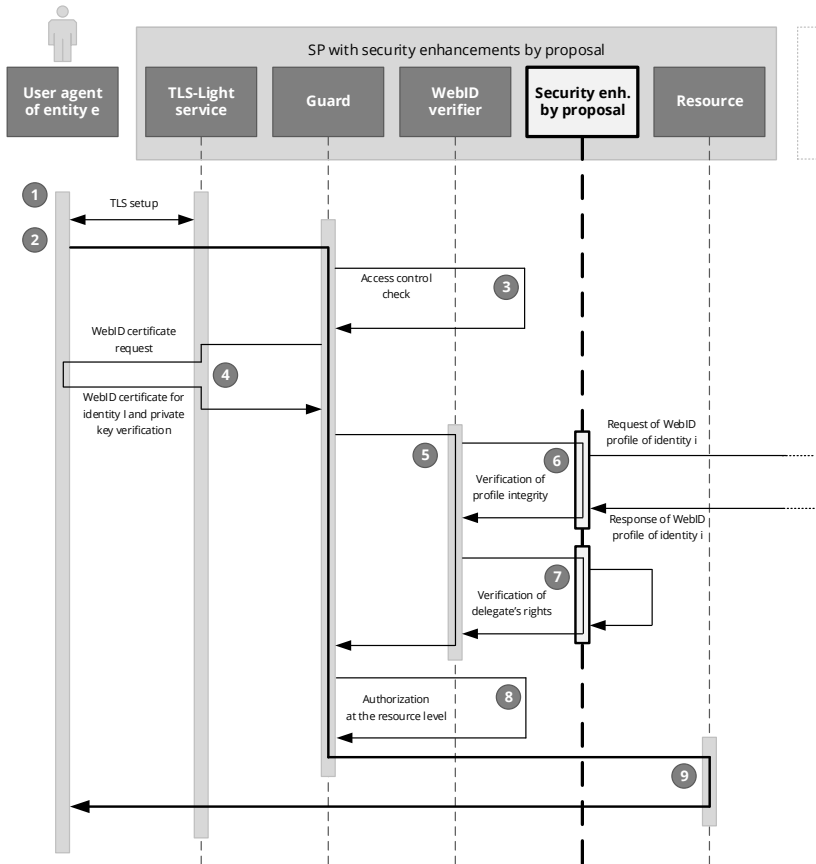 SP with security enhancements by proposal
User agent
of entity e
TLS-Light
service
Guard
WebID
verifier
Security enh.
by proposal
Resource
1
TLS setup
2
Access control
check
3
WebID certificate
request
4
WebID certificate for
identity I and private
key verification
5
6
Request of WebID
profile of identity i
Verification of
profile integrity
Response of WebID
profile of identity i
7
Verification of
delegate's rights
8
Authorization
at the resource level
9